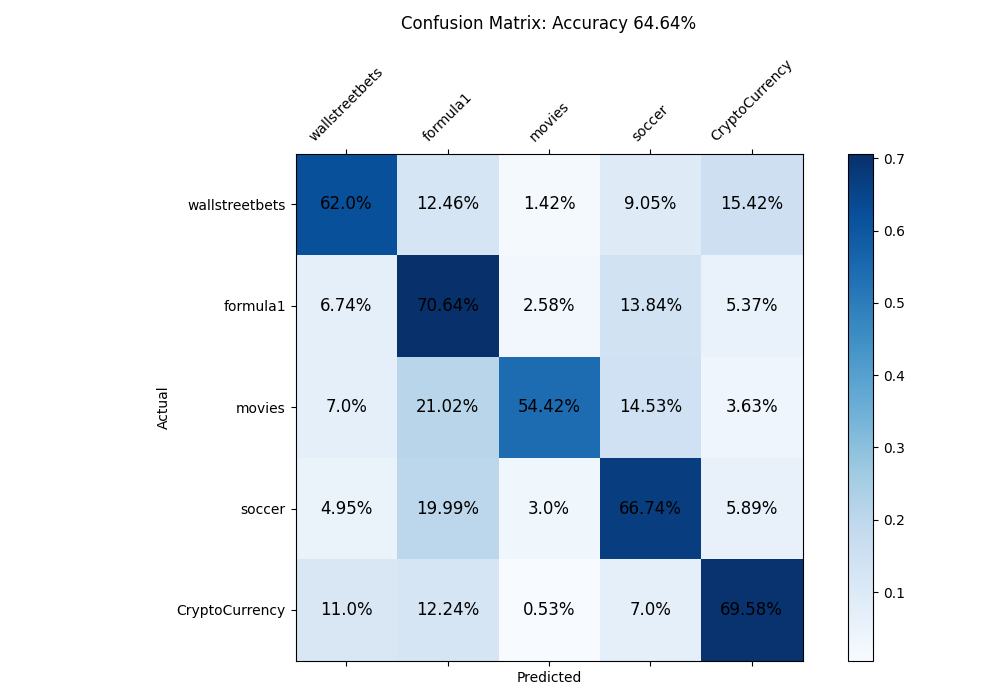 Confusion Matrix: Accuracy 64.64%
wallstreetbets formula1 movies soccer CryptoCurrency
wallstreetbets 62.0% 12.46% 1.42% 9.05% 15.42%
formula1 6.74% 70.64% 2.58% 13.84% 5.37%
movies 7.0% 21.02% 54.42% 14.53% 3.63%
soccer 4.95% 19.99% 3.0% 66.74% 5.89%
CryptoCurrency 11.0% 12.24% 0.53% 7.0% 69.58%
Actual
Predicted
0.7
0.6
0.5
0.4
0.3
0.2
0.1